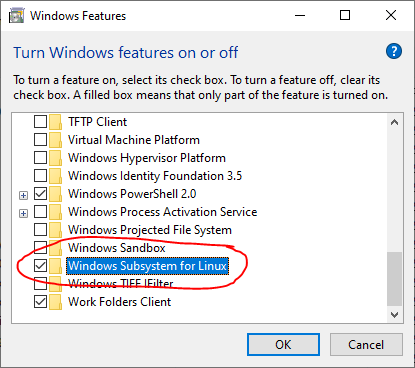 Windows Features
Turn Windows features on or off
To turn a feature on, select its check box. To turn a feature off, clear its
check box. A filled box means that only part of the feature is turned on.
TFTP Client
Virtual Machine Platform
Windows Hypervisor Platform
Windows Identity Foundation 3.5
Windows PowerShell 2.0
Windows Process Activation Service
Windows Projected File System
Windows Sandbox
Windows Subsystem for Linux
Windows TIFF IFilter
Work Folders Client
OK Cancel